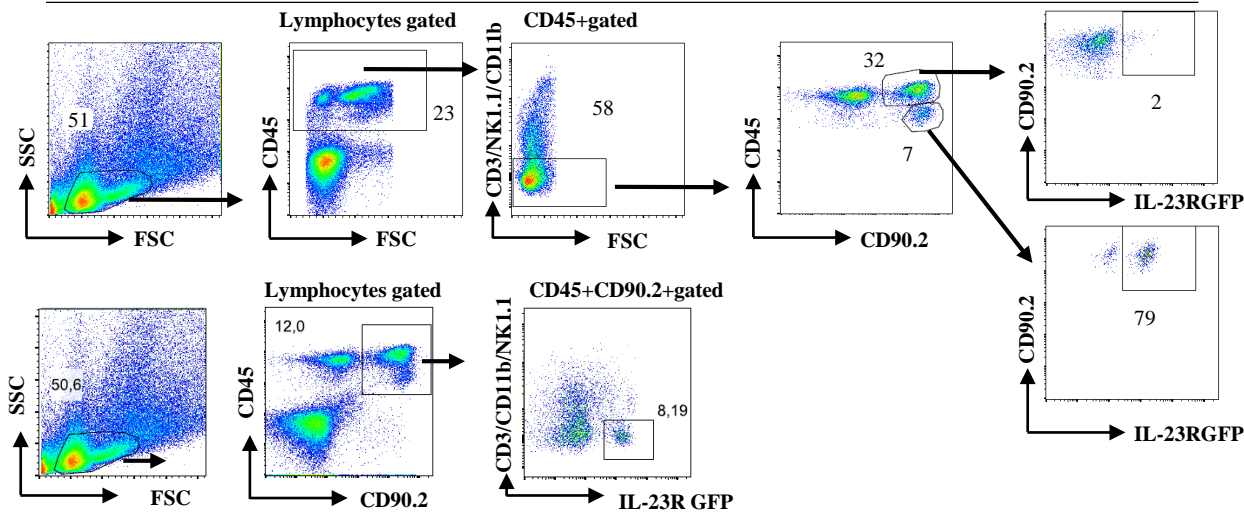 Lymphocytes gated
CD45+gated
SSC
51
FSC
CD45
23
FSC
CD3/NK1.1/CD11b
58
FSC
CD45
32
7
CD90.2
CD90.2
2
IL-23RGFP
CD90.2
79
IL-23RGFP
Lymphocytes gated
CD45+CD90.2+gated
SSC
50,6
FSC
CD45
12,0
CD90.2
CD3/CD11b/NK1.1
8,19
IL-23R GFP